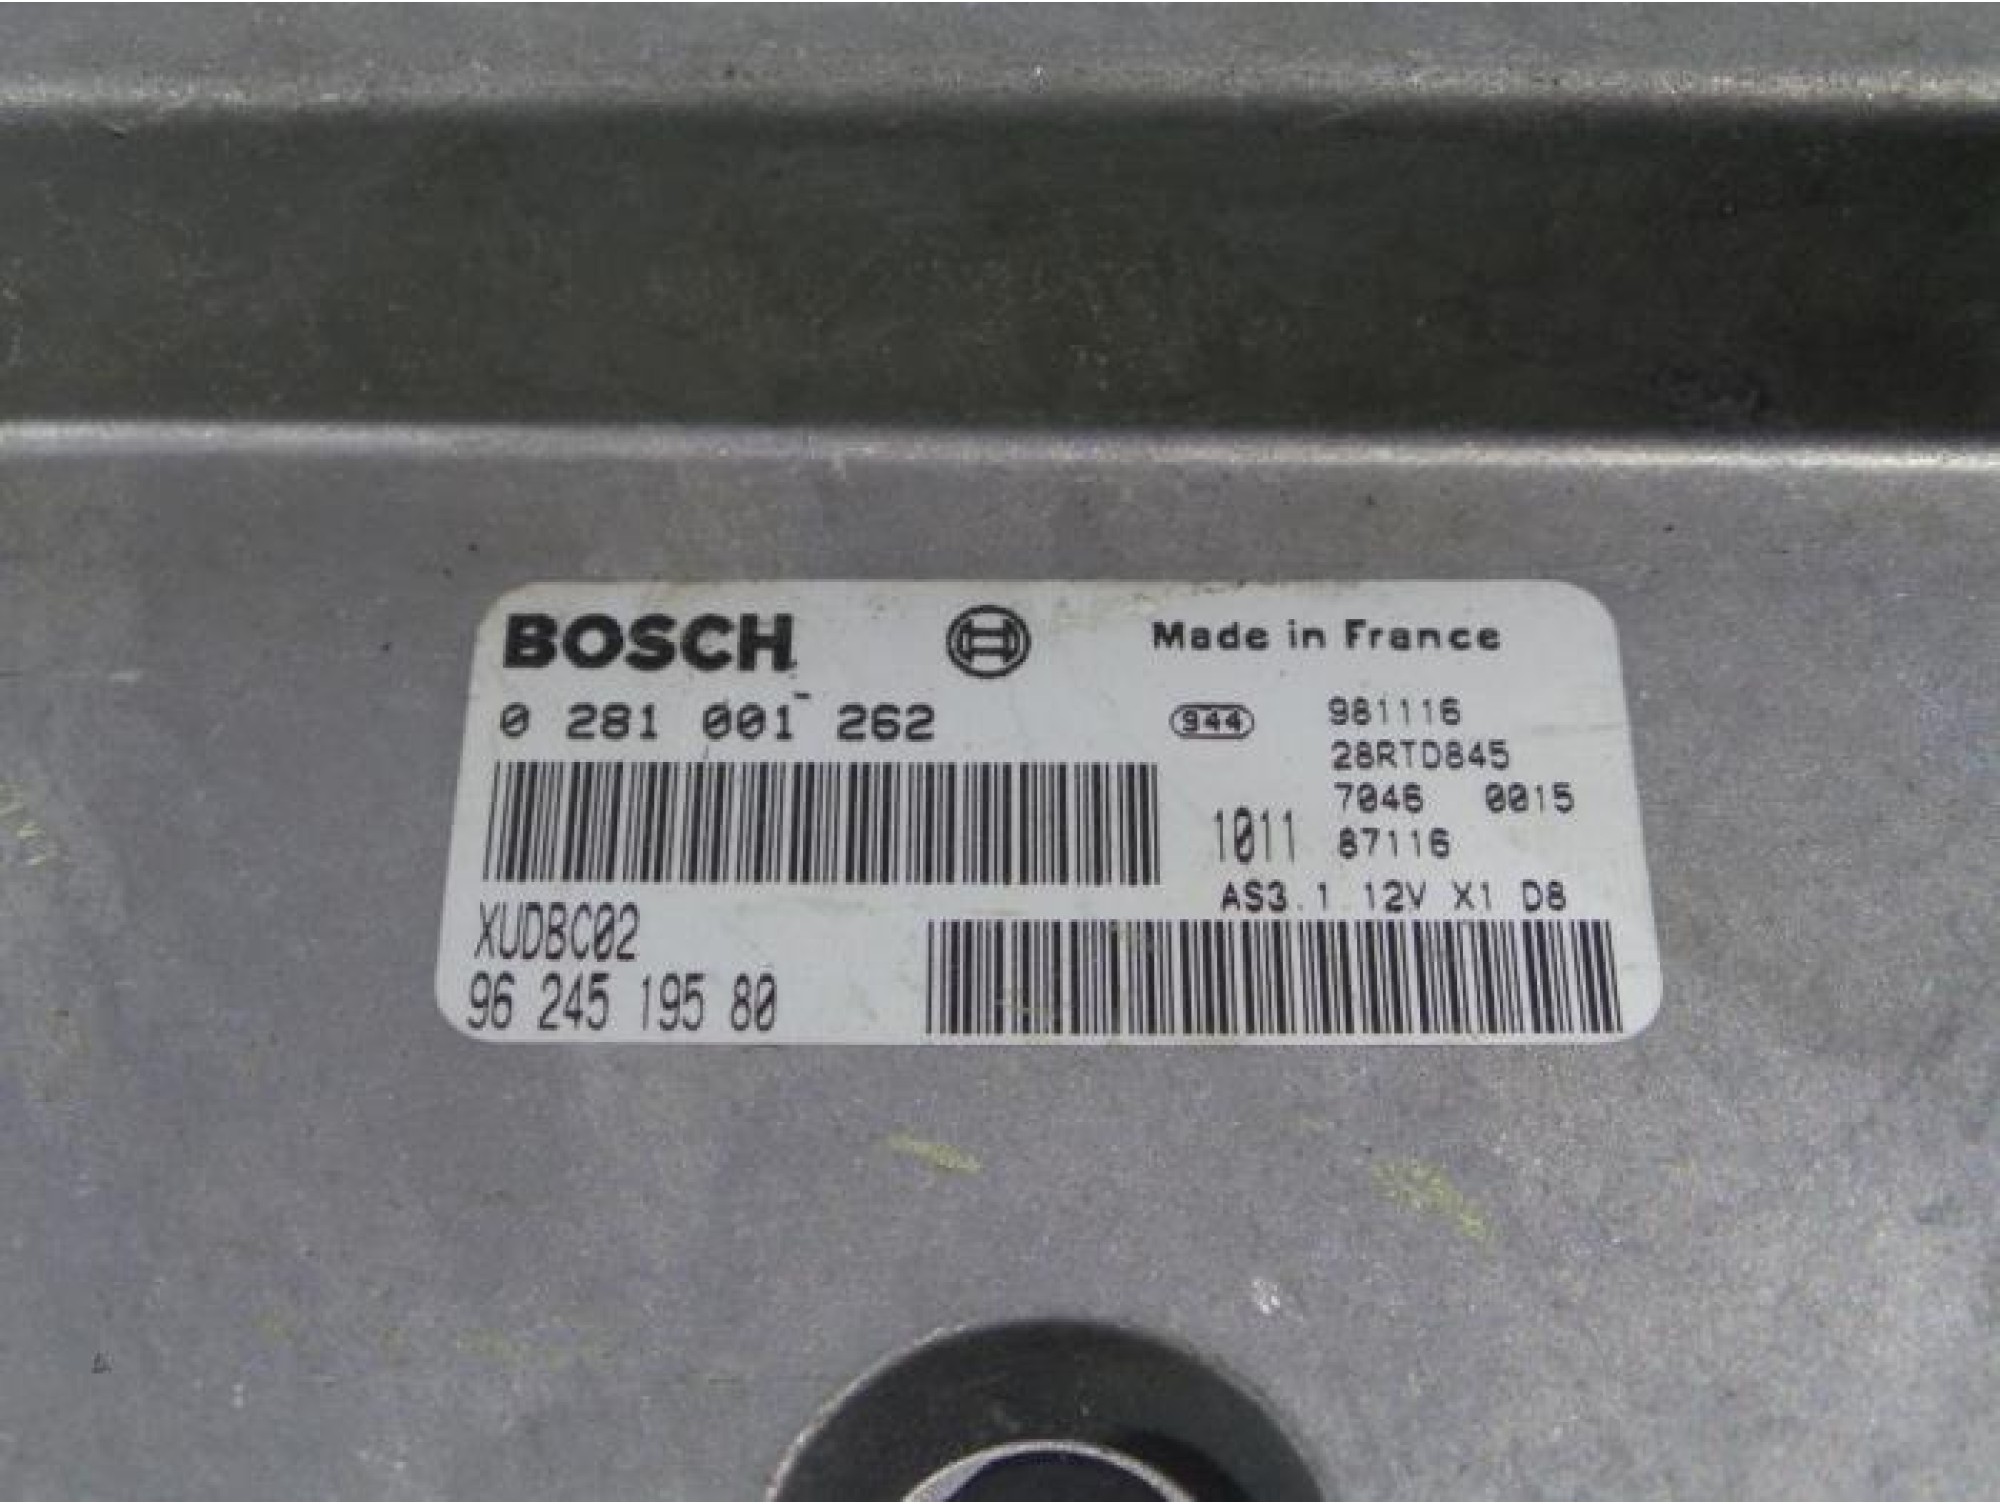 BOSCH Made in France
0 281 001 262 944 981116
28RTD845
7046 0015
1011 87116
AS3.1 12V X1 D8
XUDBC02
96 245 195 80